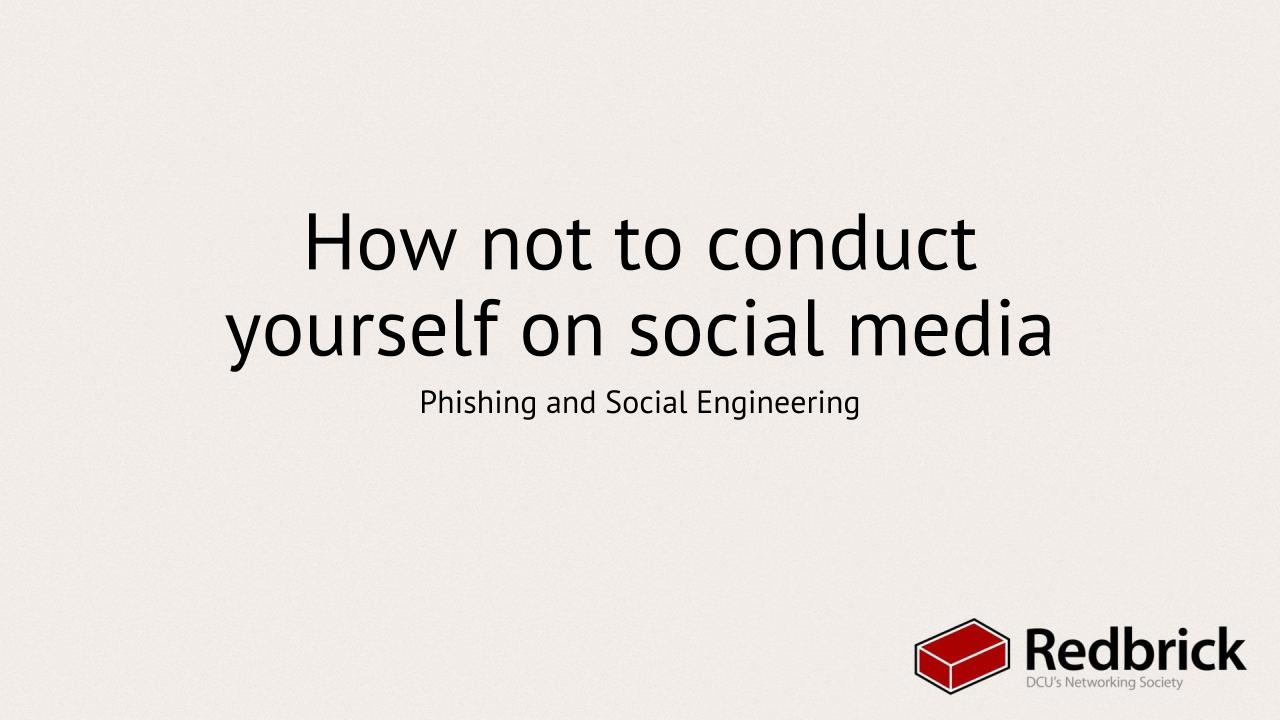 How not to conduct
yourself on social media
Phishing and Social Engineering
Redbrick
DCU's Networking Society